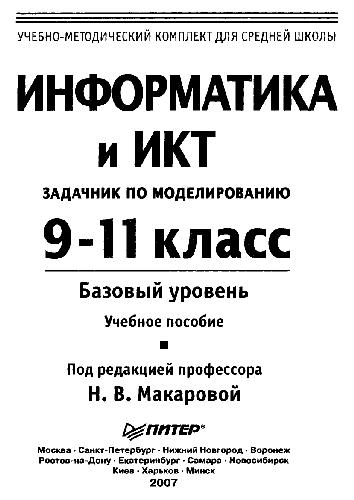 УЧЕБНО-МЕТОДИЧЕСКИЙ КОМПЛЕКТ ДЛЯ СРЕДНЕЙ ШКОЛЫ
ИНФОРМАТИКА
и ИКТ
ЗАДАЧНИК ПО МОДЕЛИРОВАНИЮ
9-11 класс
Базовый уровень
Учебное пособие
Под редакцией профессора
Н. В. Макаровой
ПИТЕР®
Москва · Санкт-Петербург · Нижний Новгород · Воронеж
Ростов-на-Дону · Екатеринбург · Самара · Новосибирск
Киев · Харьков · Минск
2007